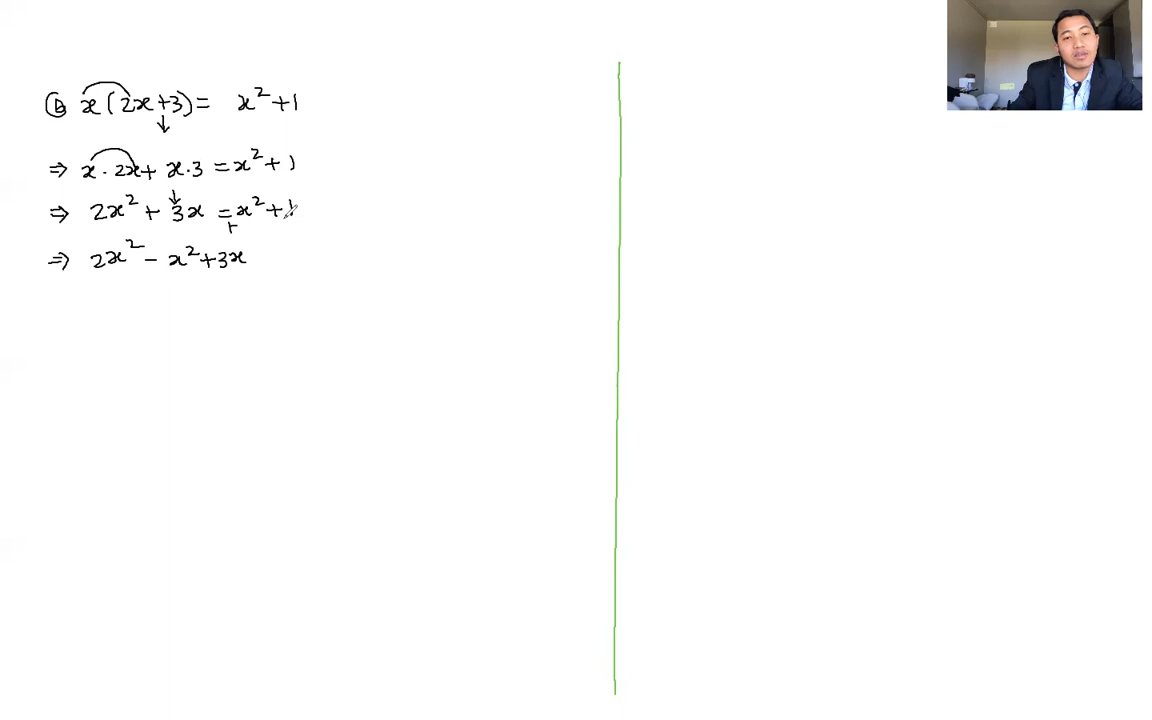 ⓑ x(2x+3) = x²+1
⇒ x·2x + x·3 = x²+1
⇒ 2x² + 3x = x²+1
⇒ 2x² - x² + 3x